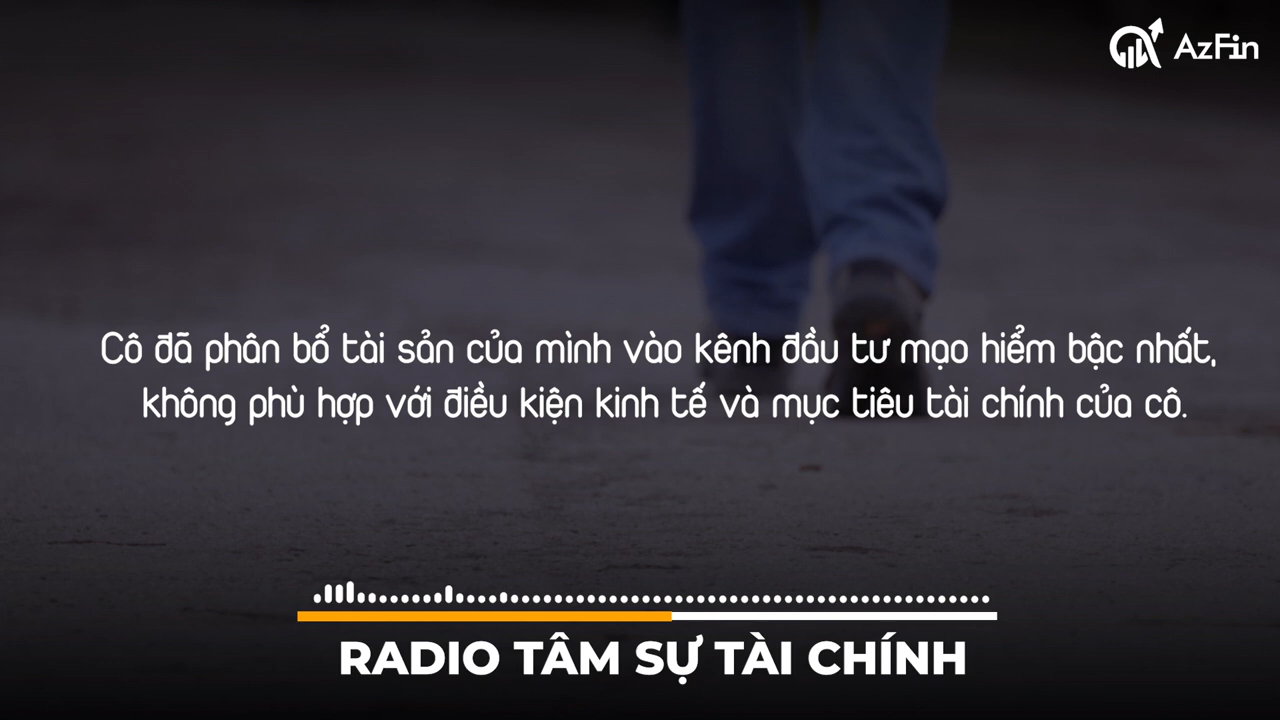 AzFin
Cô đã phân bổ tài sản của mình vào kênh đầu tư mạo hiểm bậc nhất,
không phù hợp với điều kiện kinh tế và mục tiêu tài chính của cô.
RADIO TÂM SỰ TÀI CHÍNH